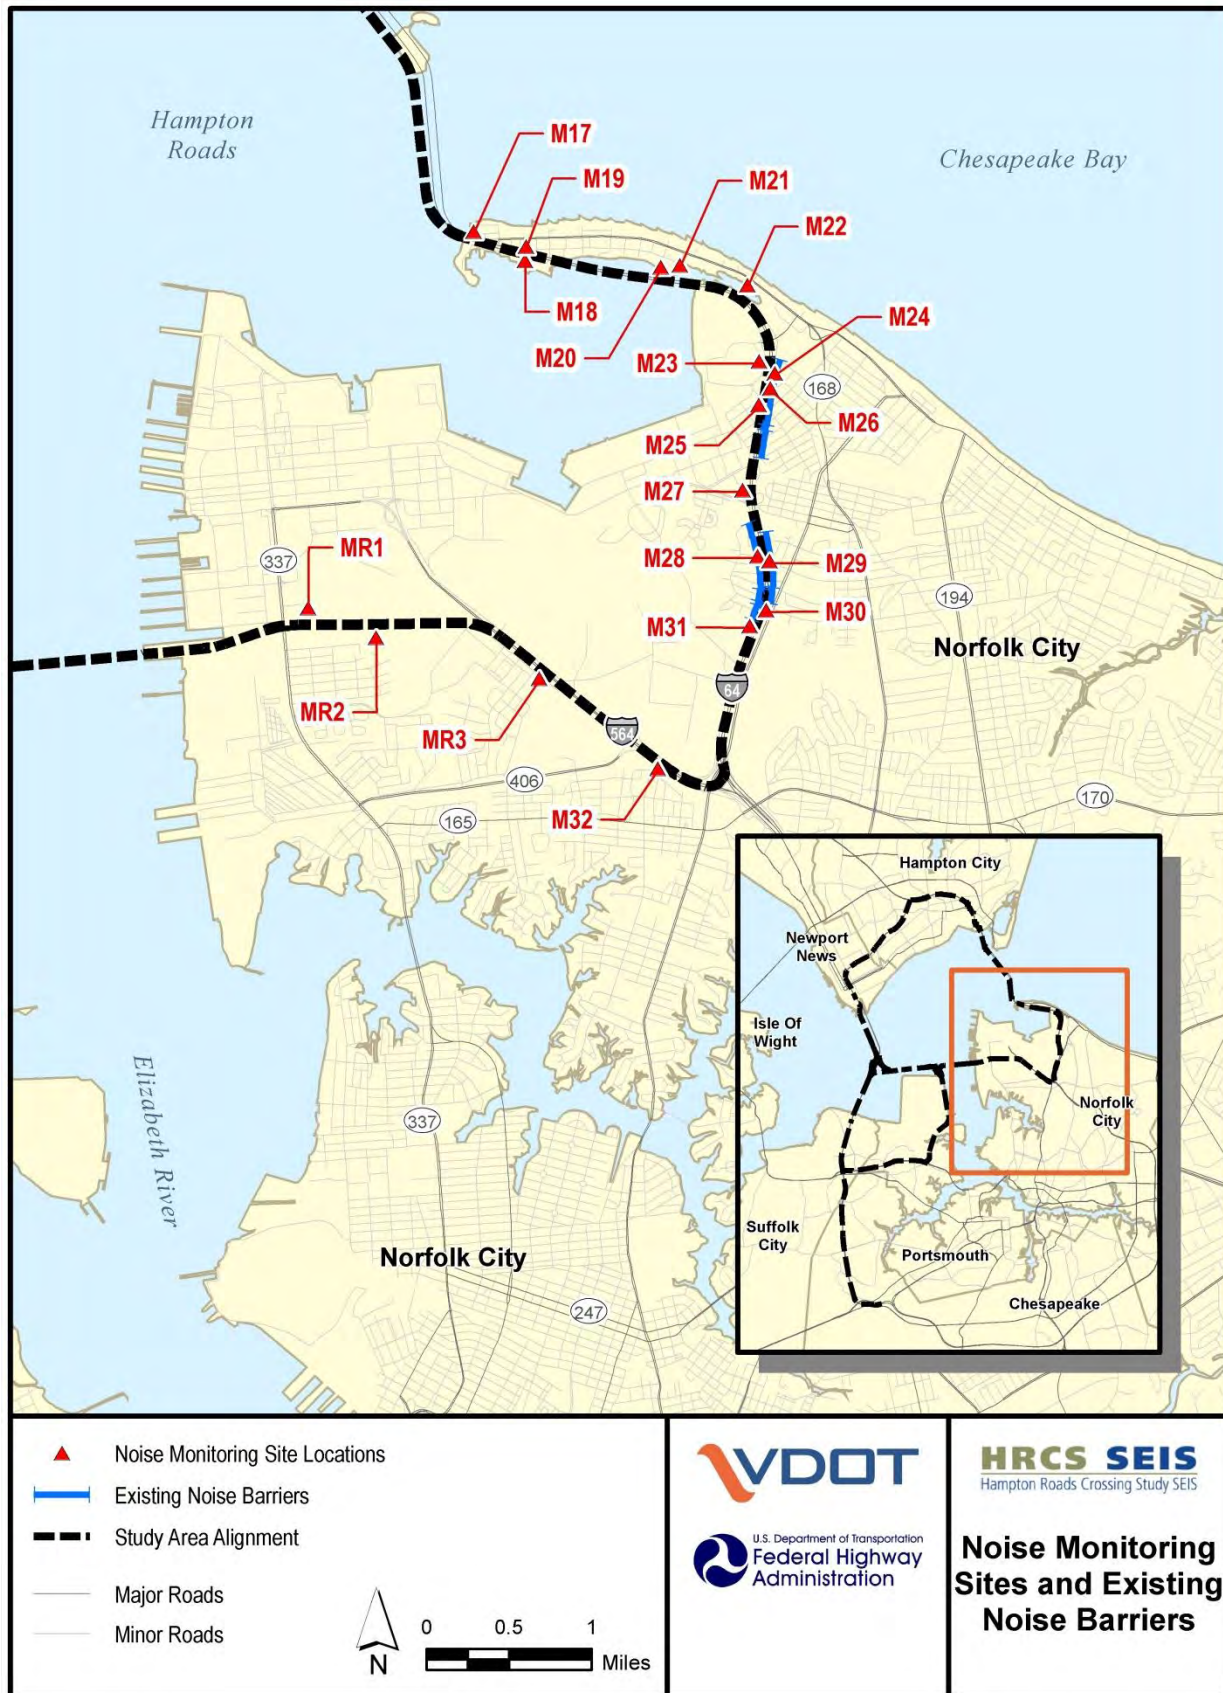 Hampton
Roads
Chesapeake Bay
M17
M19
M21
M22
M18
M24
M20
M23
168
M26
M25
M27
MR1
337
M28
M29
194
M30
M31
Norfolk City
64
MR2
MR3
564
406
170
165
M32
Elizabeth River
337
Norfolk City
247
Hampton City
Newport
News
Isle Of
Wight
Norfolk
City
Suffolk
City
Portsmouth
Chesapeake
Noise Monitoring Site Locations
Existing Noise Barriers
Study Area Alignment
Major Roads
Minor Roads
N
0 0.5 1
Miles
VDOT
U.S. Department of Transportation
Federal Highway
Administration
HRCS SEIS
Hampton Roads Crossing Study SEIS
Noise Monitoring
Sites and Existing
Noise Barriers